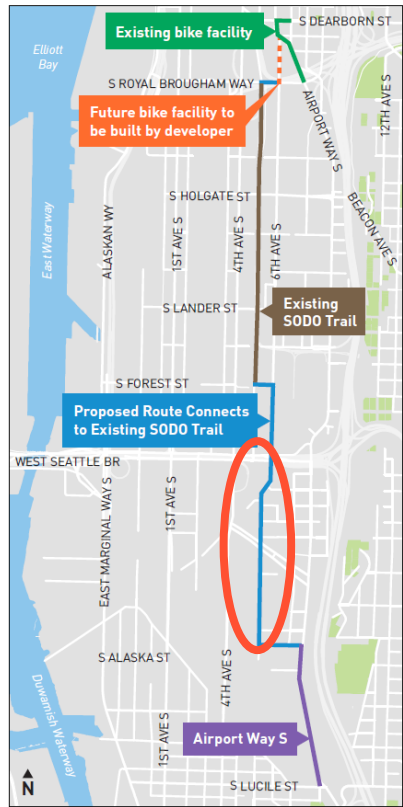 S DEARBORN ST
Existing bike facility
Elliott
Bay
S ROYAL BROUGHAM WAY
Future bike facility to
be built by developer
AIRPORT WAY S
12TH AVE S
S HOLGATE ST
BEACON AVE S
East Waterway
ALASKAN WY
1ST AVE S
4TH AVE S
6TH AVE S
S LANDER ST
Existing
SODO Trail
S FOREST ST
Proposed Route Connects
to Existing SODO Trail
WEST SEATTLE BR
EAST MARGINAL WAY S
1ST AVE S
S ALASKA ST
4TH AVE S
Duwamish Waterway
1ST AVE S
Airport Way S
N
S LUCILE ST